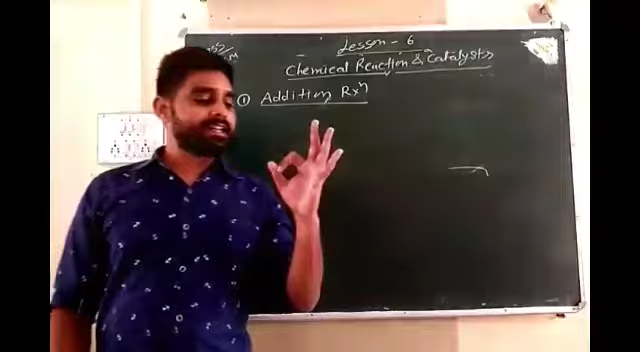 Lesson - 6
Chemical Reaction & Catalysts
① Addition Rxⁿ